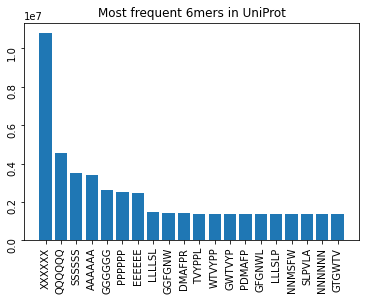 Most frequent 6mers in UniProt
1e7
1.0
0.8
0.6
0.4
0.2
0.0
XXXXXX
QQQQQQ
SSSSSS
AAAAAA
GGGGGG
PPPPPP
EEEEEE
LLLLSL
GGFGNW
DMAFPR
TVYPPL
WTVYPP
GWTVYP
PDMAFP
GFGNWL
LLLSLP
NNMSFW
SLPVLA
NNNNNN
GTGWTV